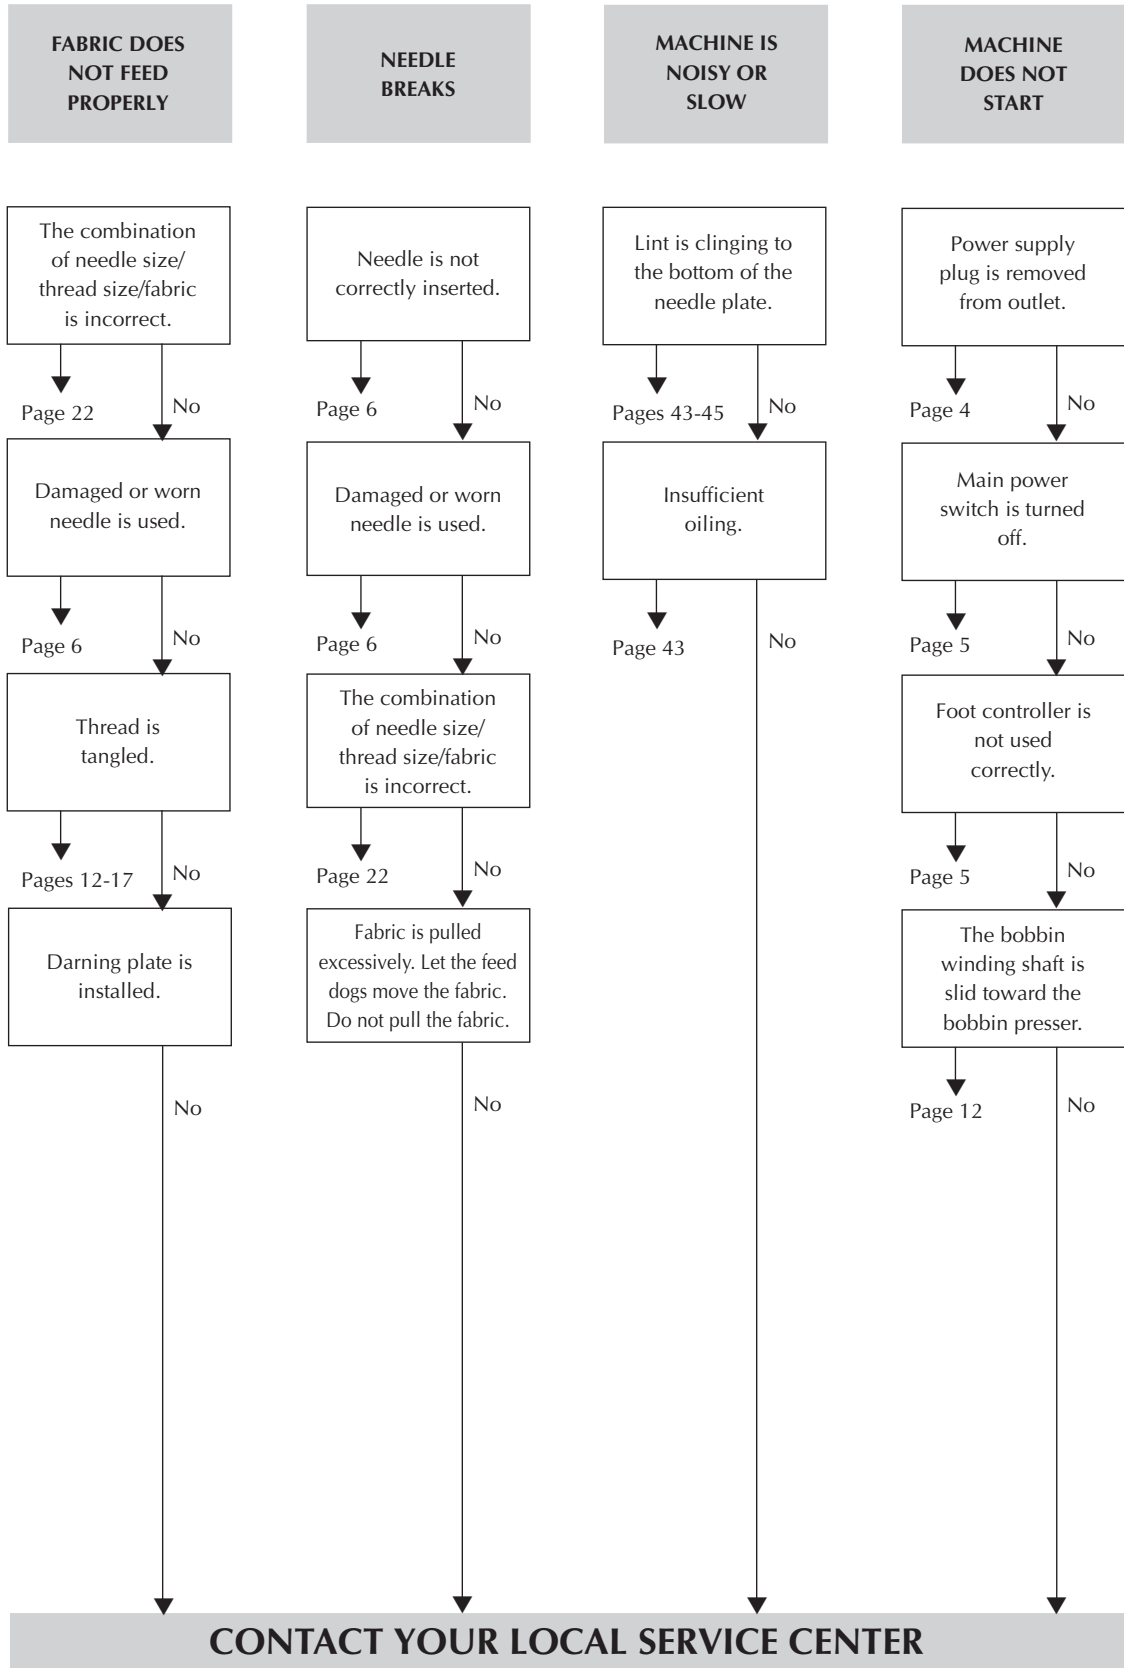 FABRIC DOES
NOT FEED
PROPERLY
The combination
of needle size/
thread size/fabric
is incorrect.
Page 22
No
Damaged or worn
needle is used.
Page 6
No
Thread is
tangled.
Pages 12-17
No
Darning plate is
installed.
No
NEEDLE
BREAKS
Needle is not
correctly inserted.
Page 6
No
Damaged or worn
needle is used.
Page 6
No
The combination
of needle size/
thread size/fabric
is incorrect.
Page 22
No
Fabric is pulled
excessively. Let the feed
dogs move the fabric.
Do not pull the fabric.
No
MACHINE IS
NOISY OR
SLOW
Lint is clinging to
the bottom of the
needle plate.
Pages 43-45
No
Insufficient
oiling.
Page 43
No
MACHINE
DOES NOT
START
Power supply
plug is removed
from outlet.
Page 4
No
Main power
switch is turned
off.
Page 5
No
Foot controller is
not used
correctly.
Page 5
No
The bobbin
winding shaft is
slid toward the
bobbin presser.
Page 12
No
CONTACT YOUR LOCAL SERVICE CENTER